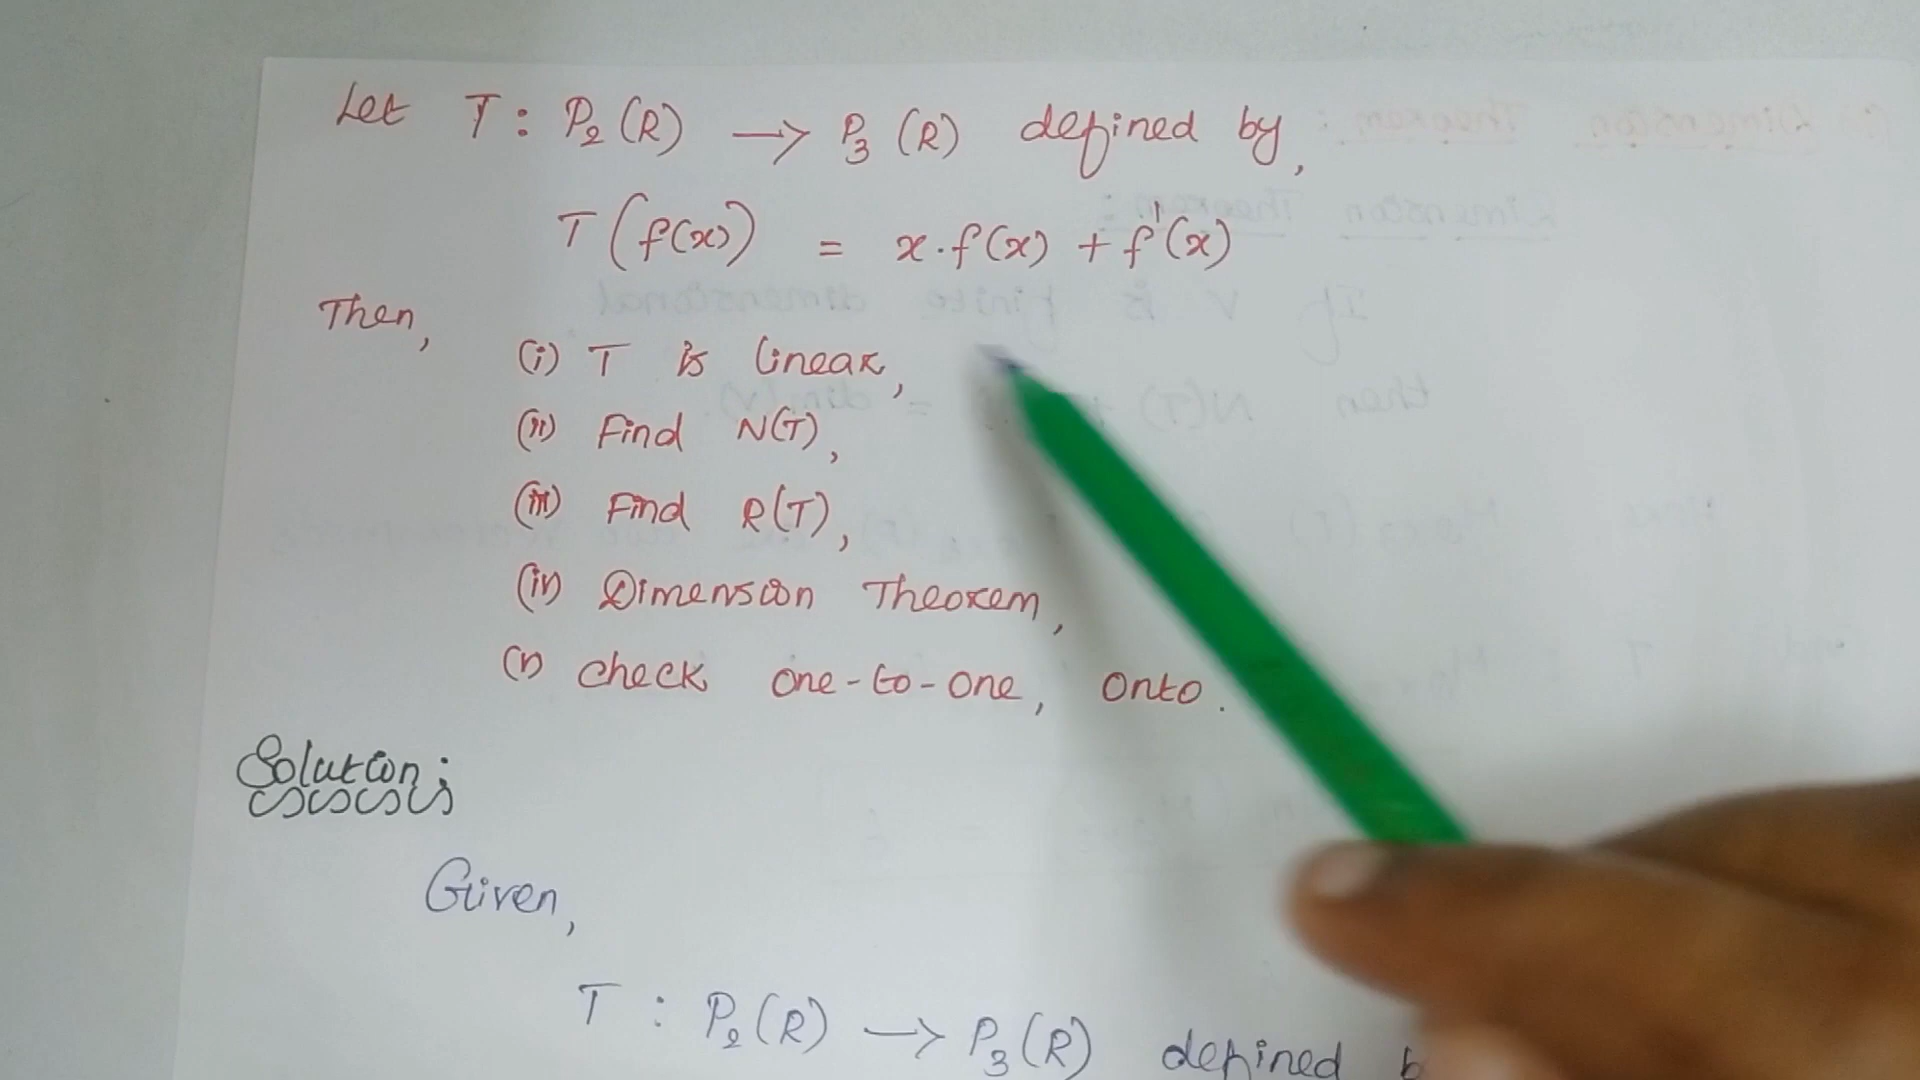 Let T : P₂ (R) → P₃ (R) defined by,
T (f(x)) = x.f(x) + f'(x)
Then,
(i) T is linear,
(ii) Find N(T),
(iii) Find R(T),
(iv) Dimension Theorem,
(v) check one-to-one, onto.
Solution:
Given,
T : P₂(R) → P₃(R) defined b